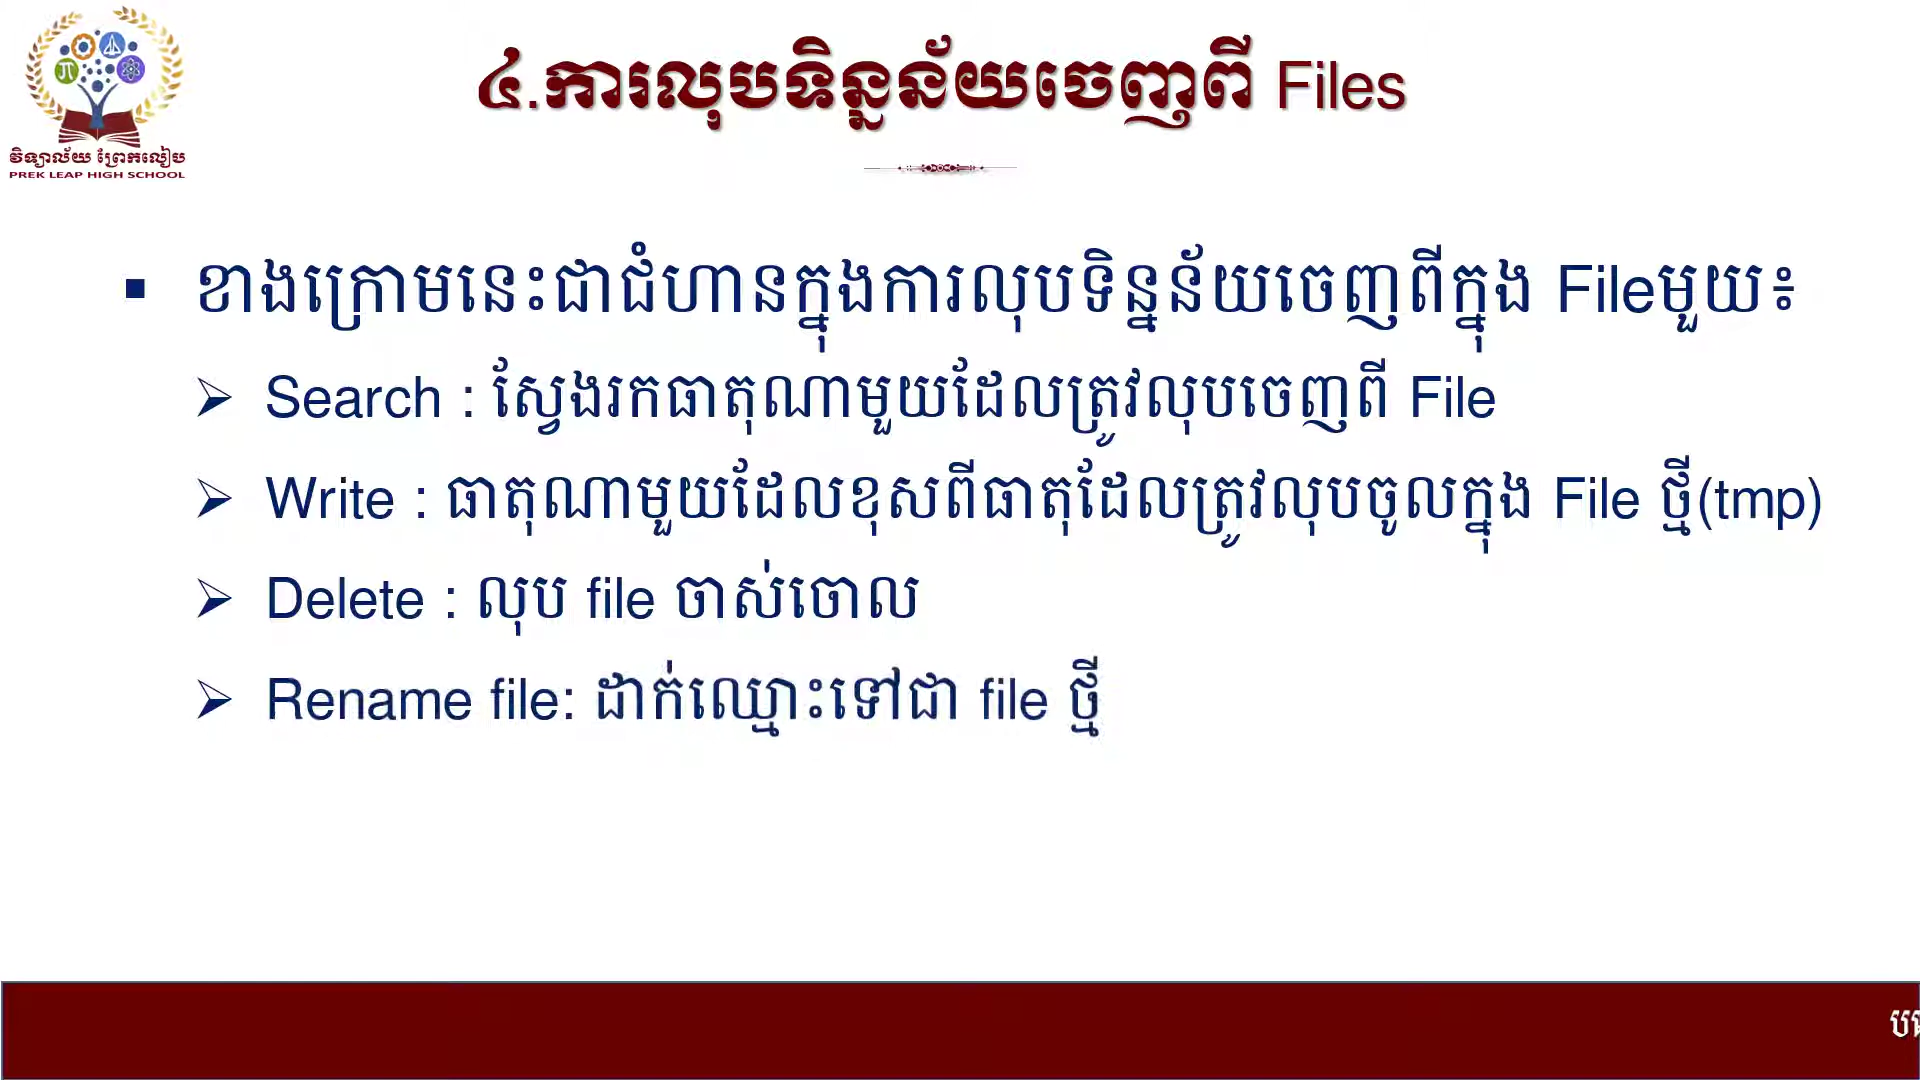 ៤.ការលុបទិន្នន័យចេញពី Files
វិទ្យាល័យ ព្រែកលៀប
PREK LEAP HIGH SCHOOL
▪ ខាងក្រោមនេះជាជំហានក្នុងការលុបទិន្នន័យចេញពីក្នុង Fileមួយ៖
➢ Search : ស្វែងរកធាតុណាមួយដែលត្រូវលុបចេញពី File
➢ Write : ធាតុណាមួយដែលខុសពីធាតុដែលត្រូវលុបចូលក្នុង File ថ្មី(tmp)
➢ Delete : លុប file ចាស់ចោល
➢ Rename file: ដាក់ឈ្មោះទៅជា file ថ្មី